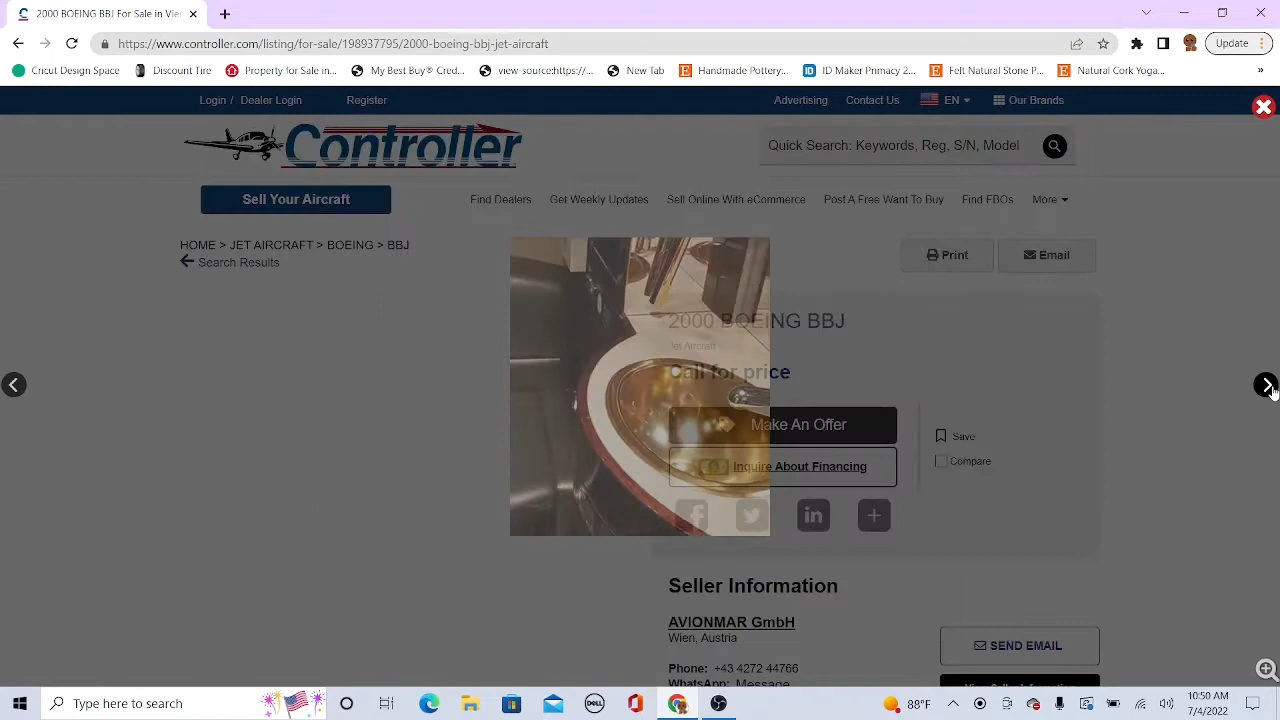 2000 BOEING BBJ For Sale in Vie
https://www.controller.com/listing/for-sale/198937795/2000-boeing-bbj-jet-aircraft
Update
Cricut Design Space
Discount Tire
Property for Sale in...
My Best Buy® Cre...
view-source:https://...
New Tab
Handmade Pottery...
ID Maker Primacy 2...
Felt Natural Stone P...
Natural Cork Yoga...
Login / Dealer Login
Register
Advertising
Contact Us
EN
Our Brands
Controller
Quick Search: Keywords, Reg, S/N, Model
Sell Your Aircraft
Find Dealers
Get Weekly Updates
Sell Online With eCommerce
Post A Free Want To Buy
Find FBOs
More
HOME > JET AIRCRAFT > BOEING > BBJ
Search Results
Print
Email
2000 BOEING BBJ
Jet Aircraft
Call for price
Make An Offer
Save
Inquire About Financing
Compare
Seller Information
AVIONMAR GmbH
Wien, Austria
SEND EMAIL
Phone: +43 4272 44766
WhatsApp: Message
Type here to search
88°F
10:50 AM
7/4/2022